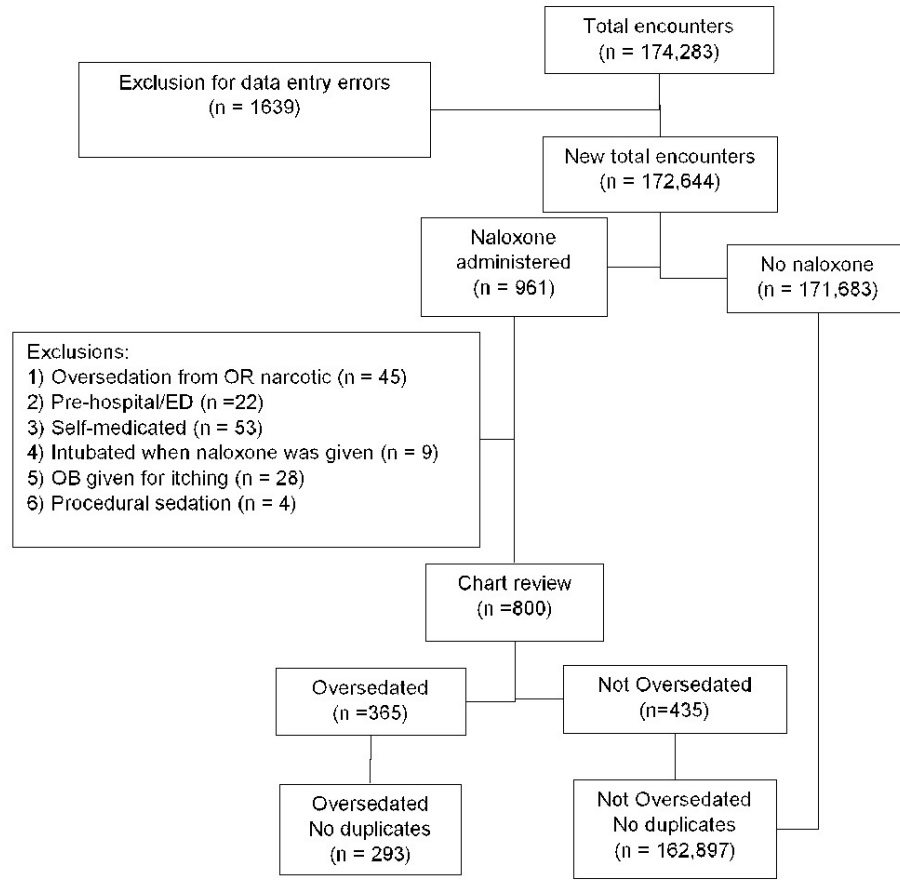 Total encounters
(n = 174,283)
Exclusion for data entry errors
(n = 1639)
New total encounters
(n = 172,644)
Naloxone
administered
(n = 961)
No naloxone
(n = 171,683)
Exclusions:
1) Oversedation from OR narcotic (n = 45)
2) Pre-hospital/ED (n =22)
3) Self-medicated (n = 53)
4) Intubated when naloxone was given (n = 9)
5) OB given for itching (n = 28)
6) Procedural sedation (n = 4)
Chart review
(n =800)
Oversedated
(n =365)
Not Oversedated
(n=435)
Oversedated
No duplicates
(n = 293)
Not Oversedated
No duplicates
(n = 162,897)